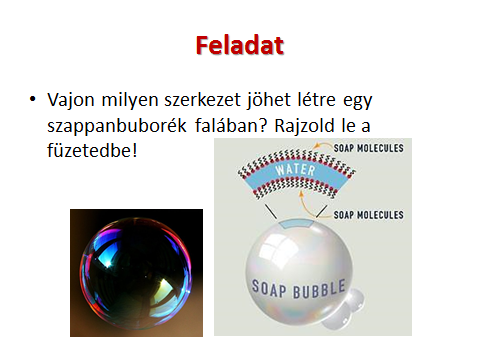 Feladat
• Vajon milyen szerkezet jöhet létre egy
szappanbuborék falában? Rajzold le a
füzetedbe!
SOAP MOLECULES
WATER
SOAP MOLECULES
SOAP BUBBLE